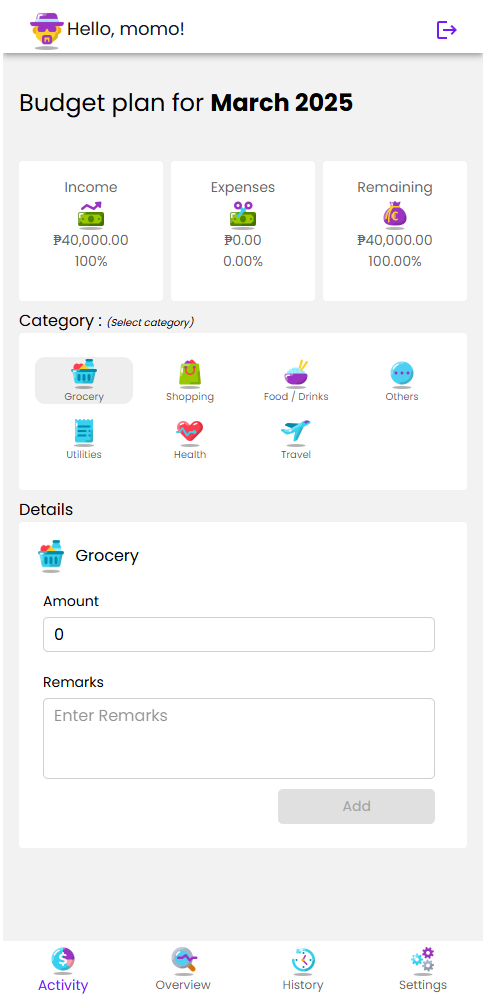 Hello, momo!
Budget plan for March 2025
Income
₱40,000.00
100%
Expenses
₱0.00
0.00%
Remaining
₱40,000.00
100.00%
Category : (Select category)
Grocery
Shopping
Food / Drinks
Others
Utilities
Health
Travel
Details
Grocery
Amount
0
Remarks
Enter Remarks
Add
Activity
Overview
History
Settings